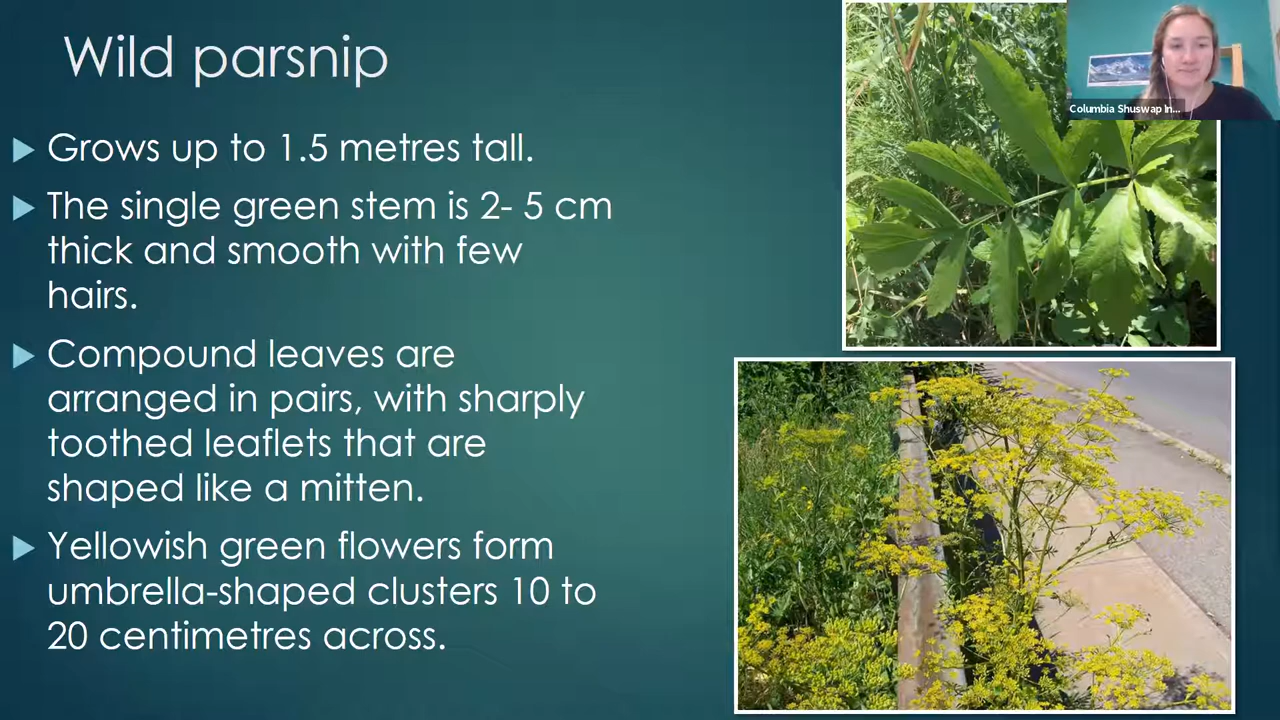 Wild parsnip
Columbia Shuswap In...
Grows up to 1.5 metres tall.
The single green stem is 2- 5 cm
thick and smooth with few
hairs.
Compound leaves are
arranged in pairs, with sharply
toothed leaflets that are
shaped like a mitten.
Yellowish green flowers form
umbrella-shaped clusters 10 to
20 centimetres across.